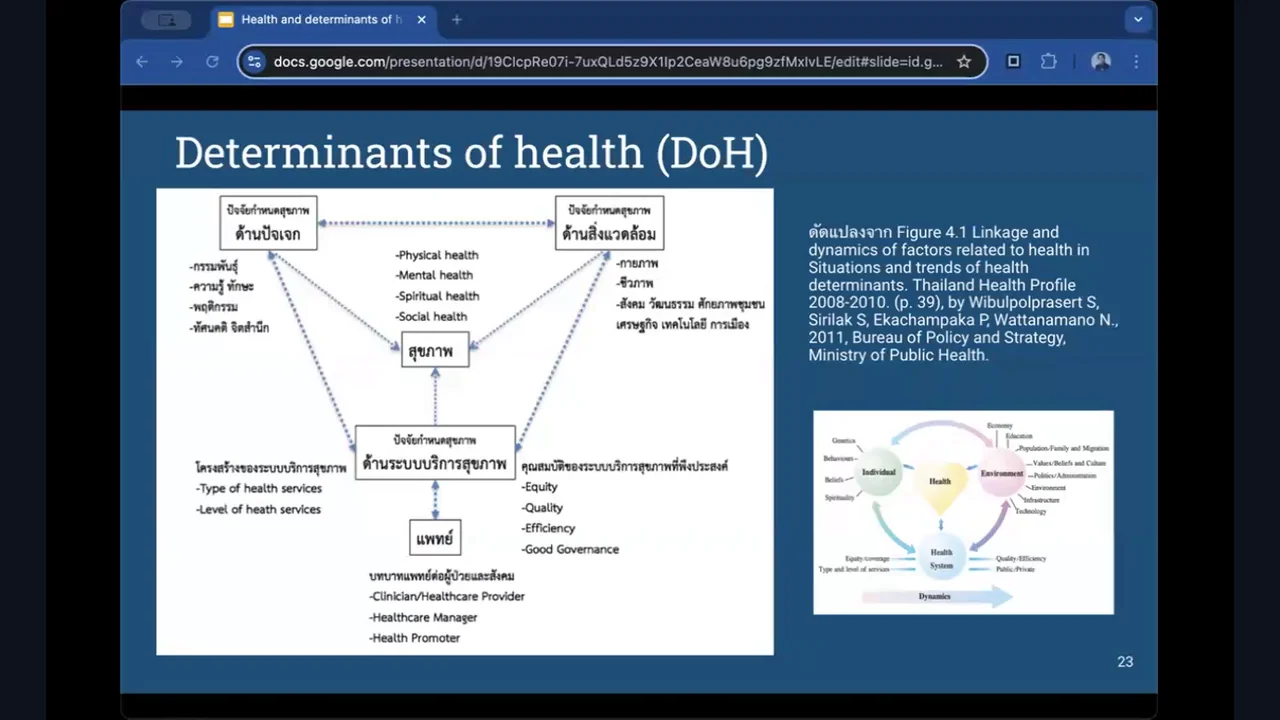 Health and determinants of h
docs.google.com/presentation/d/19ClcpRe07i-7uxQLd5z9X1lp2CeaW8u6pg9zfMxlvLE/edit#slide=id.g...
Determinants of health (DoH)
ปัจจัยกำหนดสุขภาพ
ด้านปัจเจก
-กรรมพันธุ์
-ความรู้ ทักษะ
-พฤติกรรม
-ทัศนคติ จิตสำนึก
-Physical health
-Mental health
-Spiritual health
-Social health
สุขภาพ
ปัจจัยกำหนดสุขภาพ
ด้านสิ่งแวดล้อม
-กายภาพ
-ชีวภาพ
-สังคม วัฒนธรรม ศักยภาพชุมชน
เศรษฐกิจ เทคโนโลยี การเมือง
ปัจจัยกำหนดสุขภาพ
ด้านระบบบริการสุขภาพ
โครงสร้างของระบบบริการสุขภาพ
-Type of health services
-Level of heath services
คุณสมบัติของระบบบริการสุขภาพที่พึงประสงค์
-Equity
-Quality
-Efficiency
-Good Governance
แพทย์
บทบาทแพทย์ต่อผู้ป่วยและสังคม
-Clinician/Healthcare Provider
-Healthcare Manager
-Health Promoter
ดัดแปลงจาก Figure 4.1 Linkage and
dynamics of factors related to health in
Situations and trends of health
determinants. Thailand Health Profile
2008-2010. (p. 39), by Wibulpolprasert S,
Sirilak S, Ekachampaka P, Wattanamano N.,
2011, Bureau of Policy and Strategy,
Ministry of Public Health.
Genetics
Behaviours
Beliefs
Spirituality
Individual
Health
Environment
Economy
Education
Population/Family and Migration
Values/Beliefs and Culture
Politics/Administration
Environment
Infrastructure
Technology
Equity/coverage
Type and level of services
Health
System
Quality/Efficiency
Public/Private
Dynamics
23